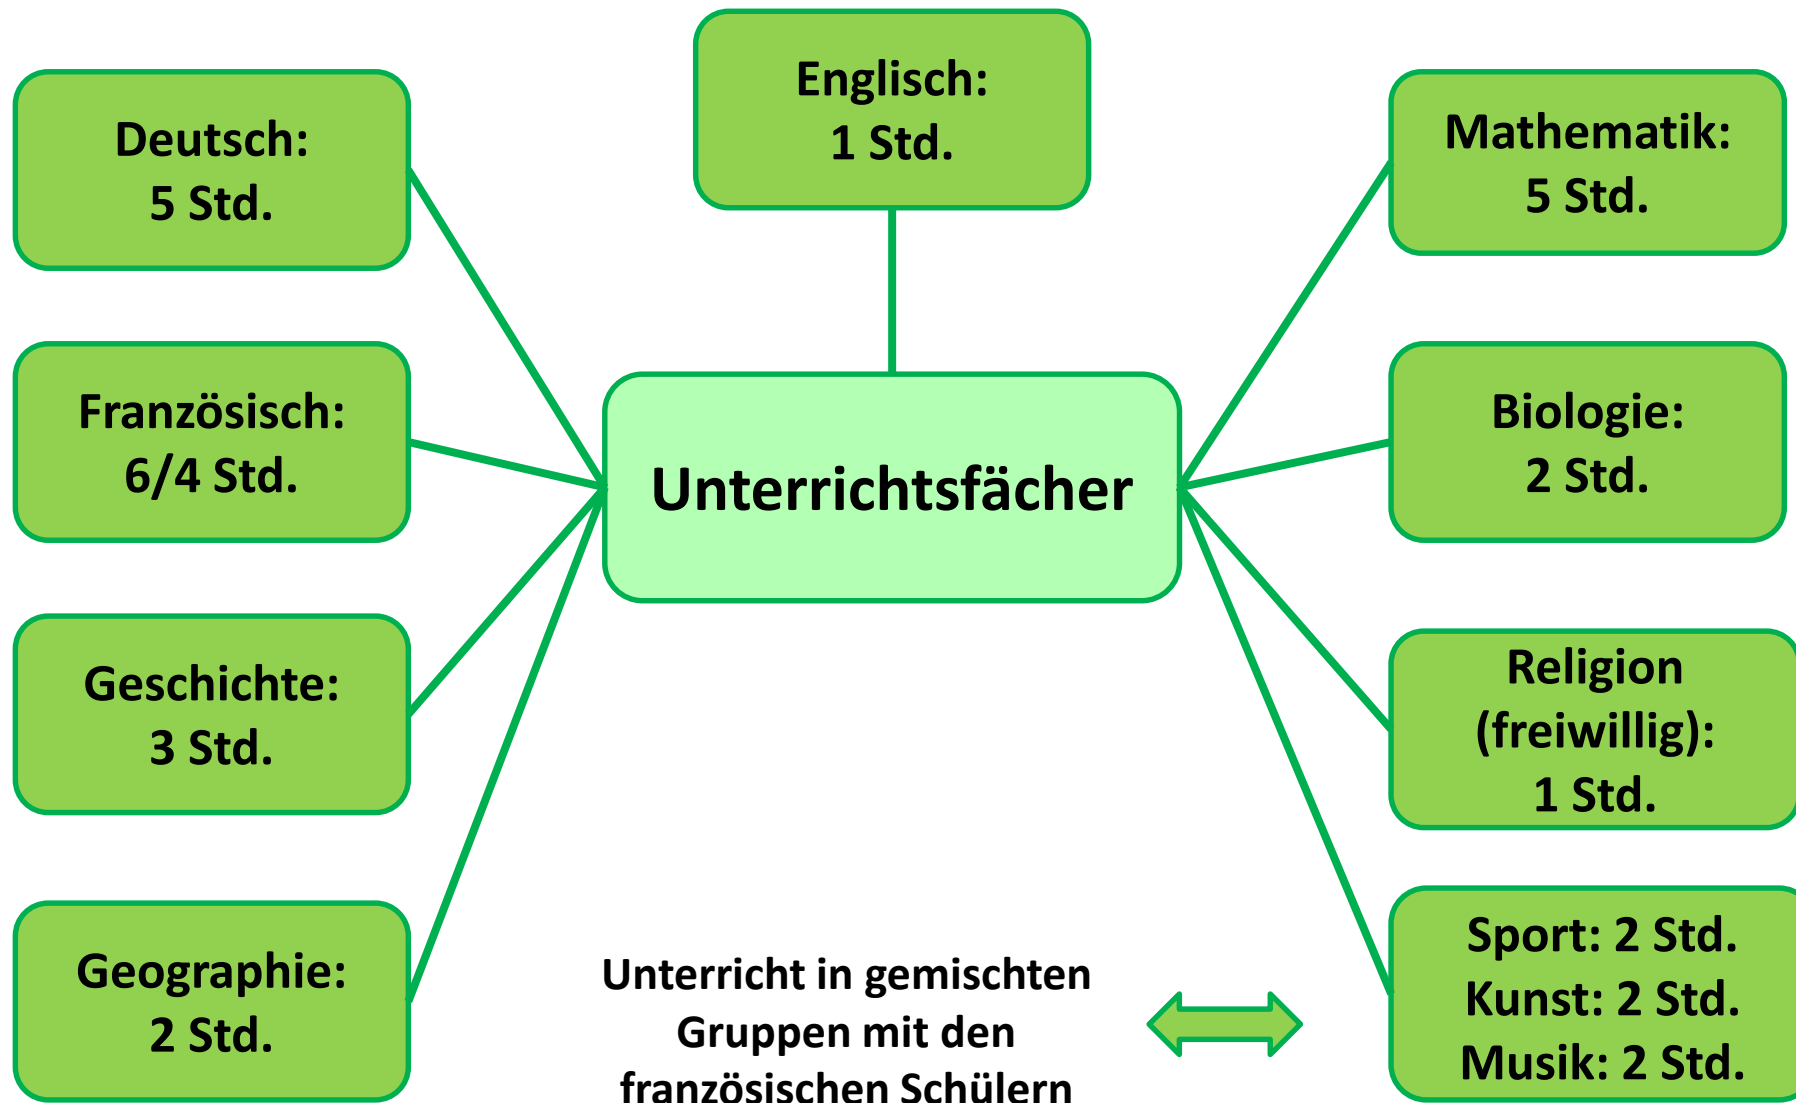 Englisch:
1 Std.
Deutsch:
5 Std.
Mathematik:
5 Std.
Französisch:
6/4 Std.
Unterrichtsfächer
Biologie:
2 Std.
Geschichte:
3 Std.
Religion
(freiwillig):
1 Std.
Geographie:
2 Std.
Unterricht in gemischten
Gruppen mit den
französischen Schülern
Sport: 2 Std.
Kunst: 2 Std.
Musik: 2 Std.